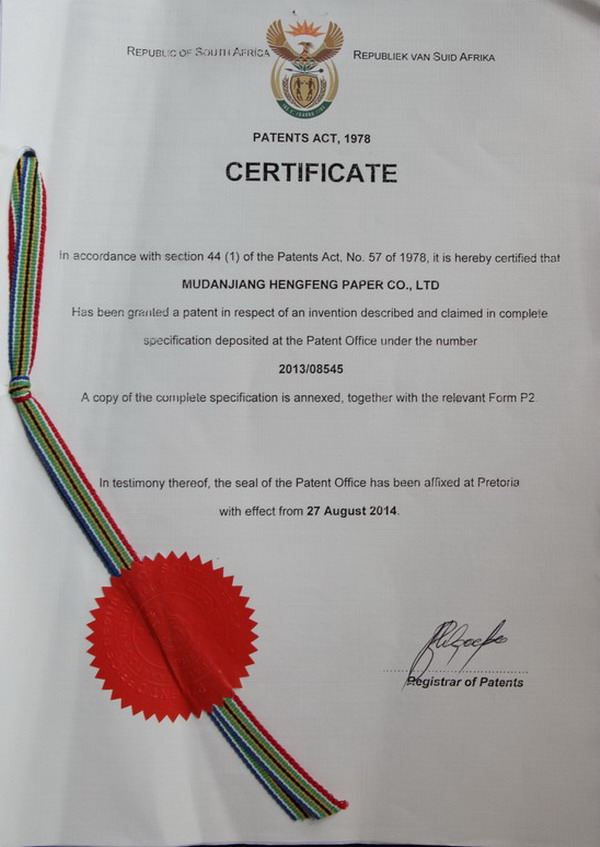 REPUBLIC OF SOUTH AFRICA REPUBLIEK VAN SUID AFRIKA
PATENTS ACT, 1978
CERTIFICATE
In accordance with section 44 (1) of the Patents Act, No. 57 of 1978, it is hereby certified that
MUDANJIANG HENGFENG PAPER CO., LTD
Has been granted a patent in respect of an invention described and claimed in complete
specification deposited at the Patent Office under the number
2013/08545
A copy of the complete specification is annexed, together with the relevant Form P2.
In testimony thereof, the seal of the Patent Office has been affixed at Pretoria
with effect from 27 August 2014.
Registrar of Patents